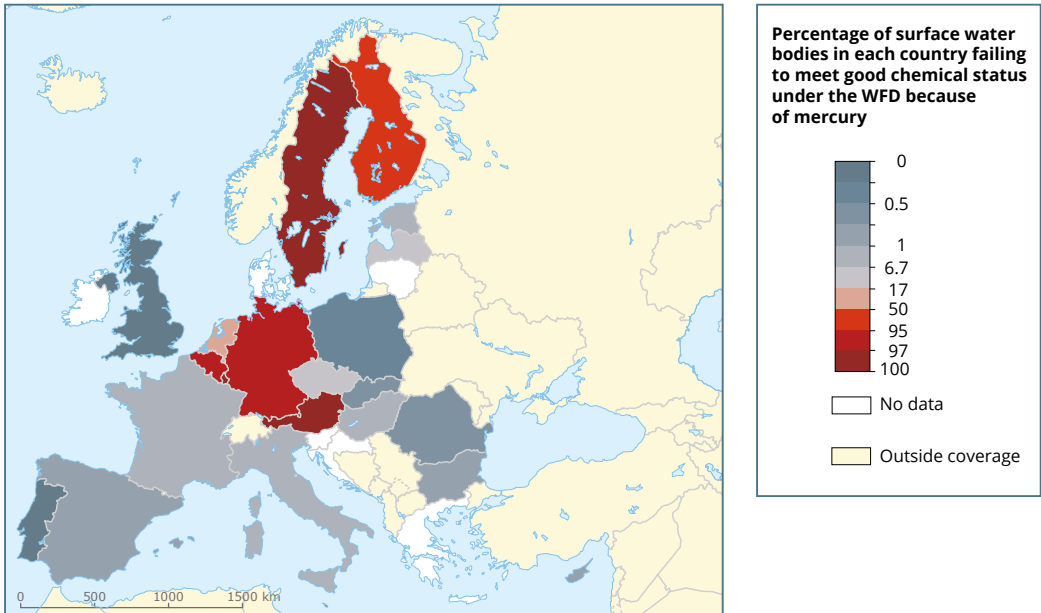 Percentage of surface water
bodies in each country failing
to meet good chemical status
under the WFD because
of mercury
0
0.5
1
6.7
17
50
95
97
100
No data
Outside coverage
0 500 1000 1500 km